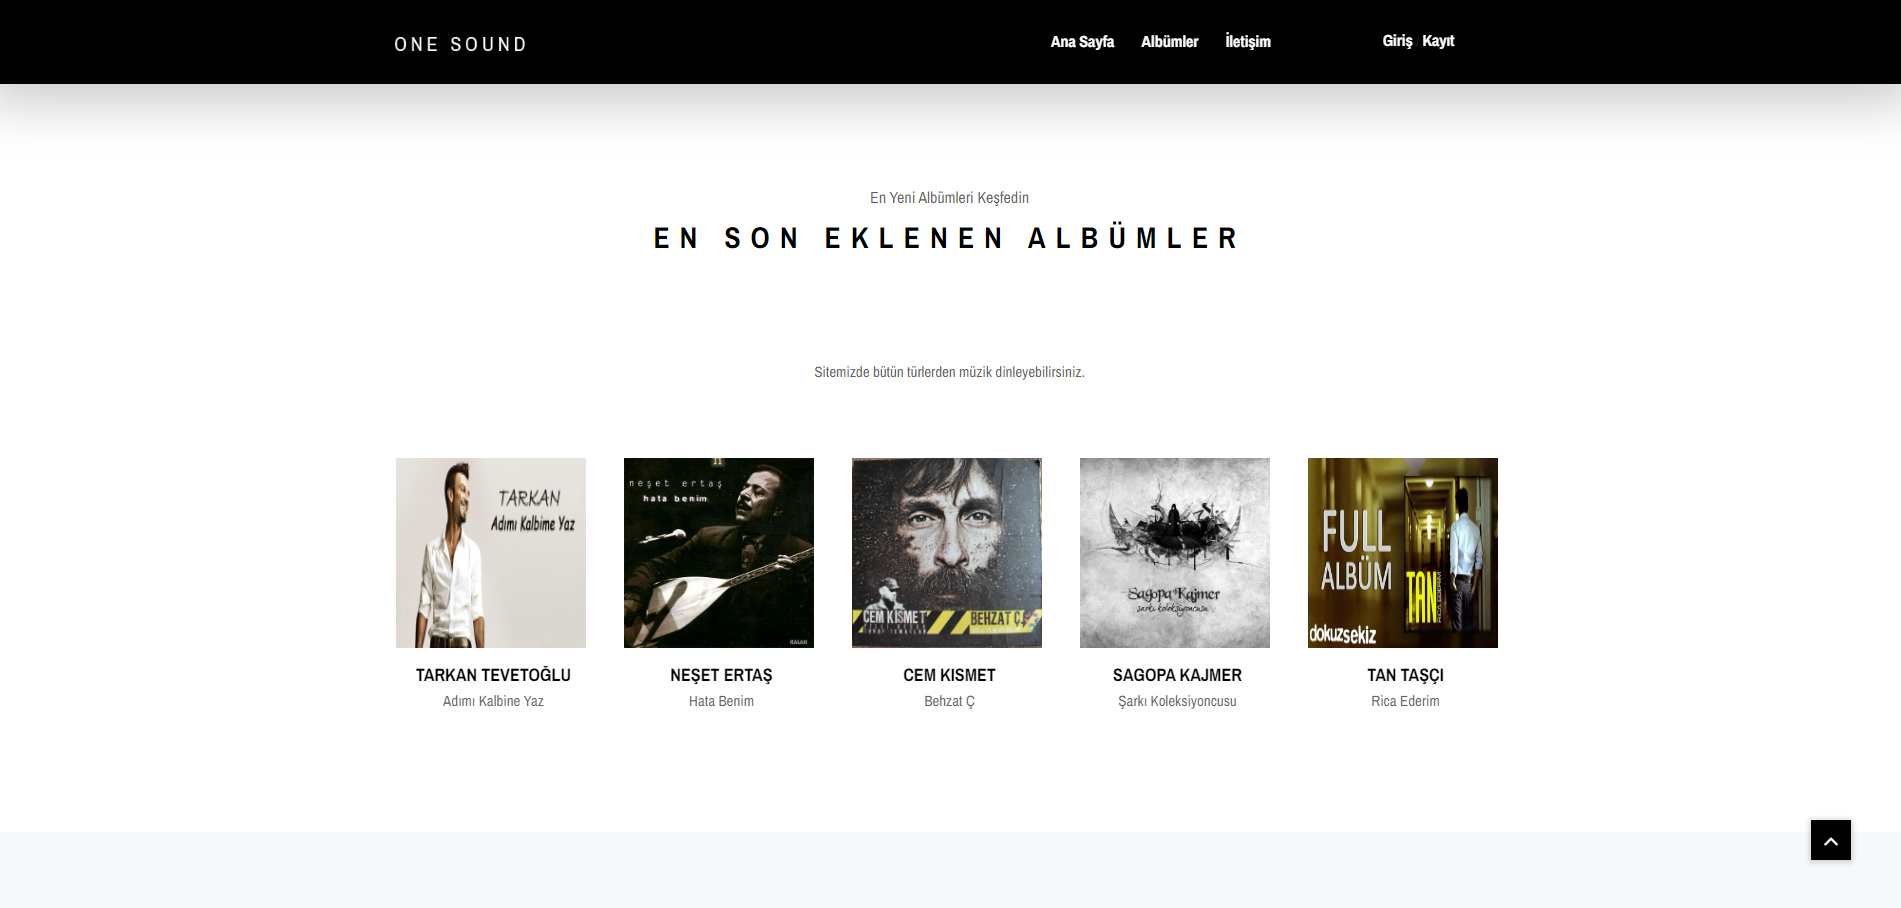 ONE SOUND
Ana Sayfa Albümler İletişim Giriş Kayıt
En Yeni Albümleri Keşfedin
EN SON EKLENEN ALBÜMLER
Sitemizde bütün türlerden müzik dinleyebilirsiniz.
TARKAN
Adımı Kalbime Yaz
neşet ertaş
hata benim
KALAN
CEM KISMET
BEHZAT Ç.
Sagopa Kajmer
şarkı koleksiyoncusu
FULL
ALBÜM
TAN
RICA EDERIM
dokuzsekiz
TARKAN TEVETOĞLU
Adımı Kalbine Yaz
NEŞET ERTAŞ
Hata Benim
CEM KISMET
Behzat Ç
SAGOPA KAJMER
Şarkı Koleksiyoncusu
TAN TAŞÇI
Rica Ederim